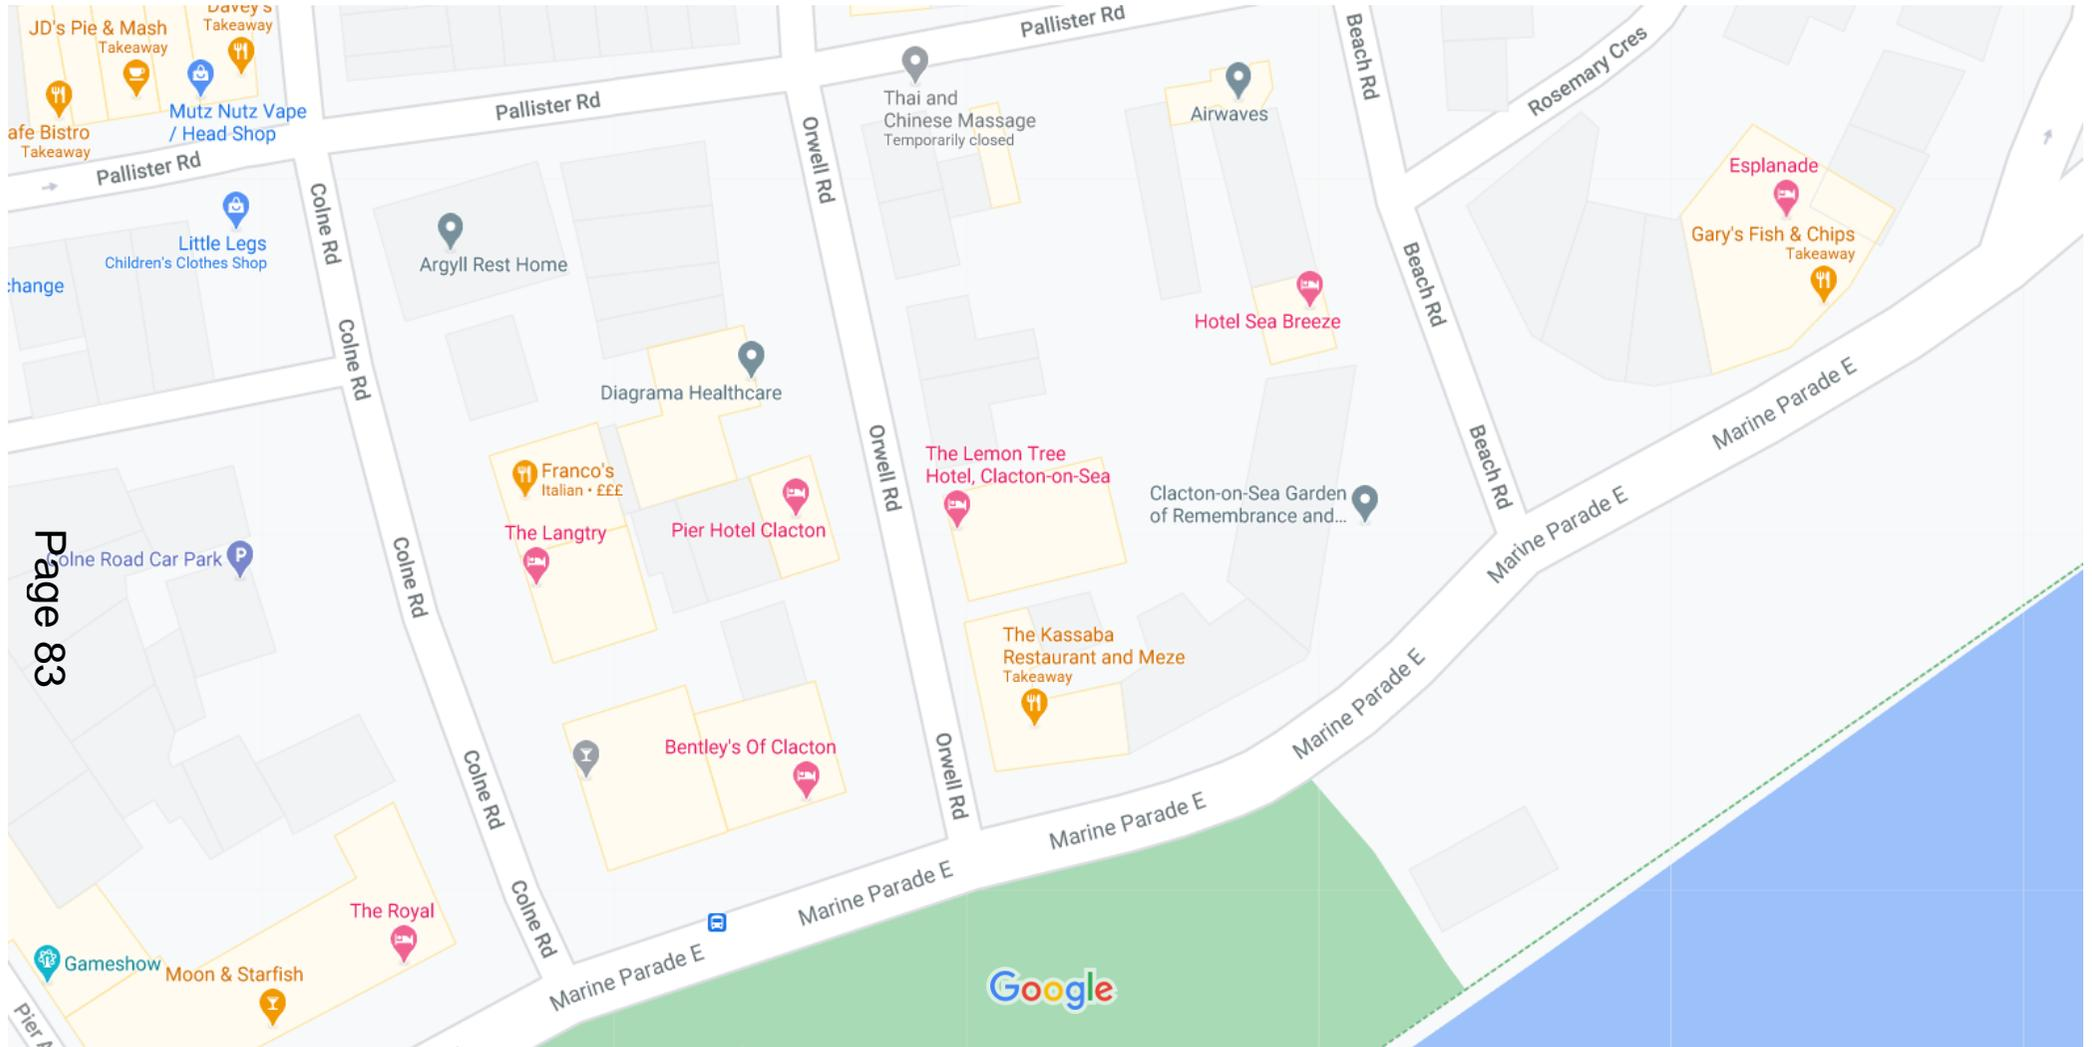 JD's Pie & Mash
Takeaway
Davey's
Takeaway
Mutz Nutz Vape
/ Head Shop
afe Bistro
Takeaway
Pallister Rd
Pallister Rd
Pallister Rd
Thai and
Chinese Massage
Temporarily closed
Airwaves
Beach Rd
Rosemary Cres
Esplanade
Gary's Fish & Chips
Takeaway
Little Legs
Children's Clothes Shop
change
Colne Rd
Colne Rd
Argyll Rest Home
Orwell Rd
Hotel Sea Breeze
Beach Rd
Diagrama Healthcare
Marine Parade E
Franco's
Italian • £££
The Langtry
Pier Hotel Clacton
Orwell Rd
The Lemon Tree
Hotel, Clacton-on-Sea
Clacton-on-Sea Garden
of Remembrance and...
Beach Rd
Marine Parade E
Page 83
Colne Road Car Park
P
Colne Rd
The Kassaba
Restaurant and Meze
Takeaway
Marine Parade E
Bentley's Of Clacton
Colne Rd
Orwell Rd
Marine Parade E
Marine Parade E
Colne Rd
The Royal
Gameshow
Moon & Starfish
Marine Parade E
Google
Pier A